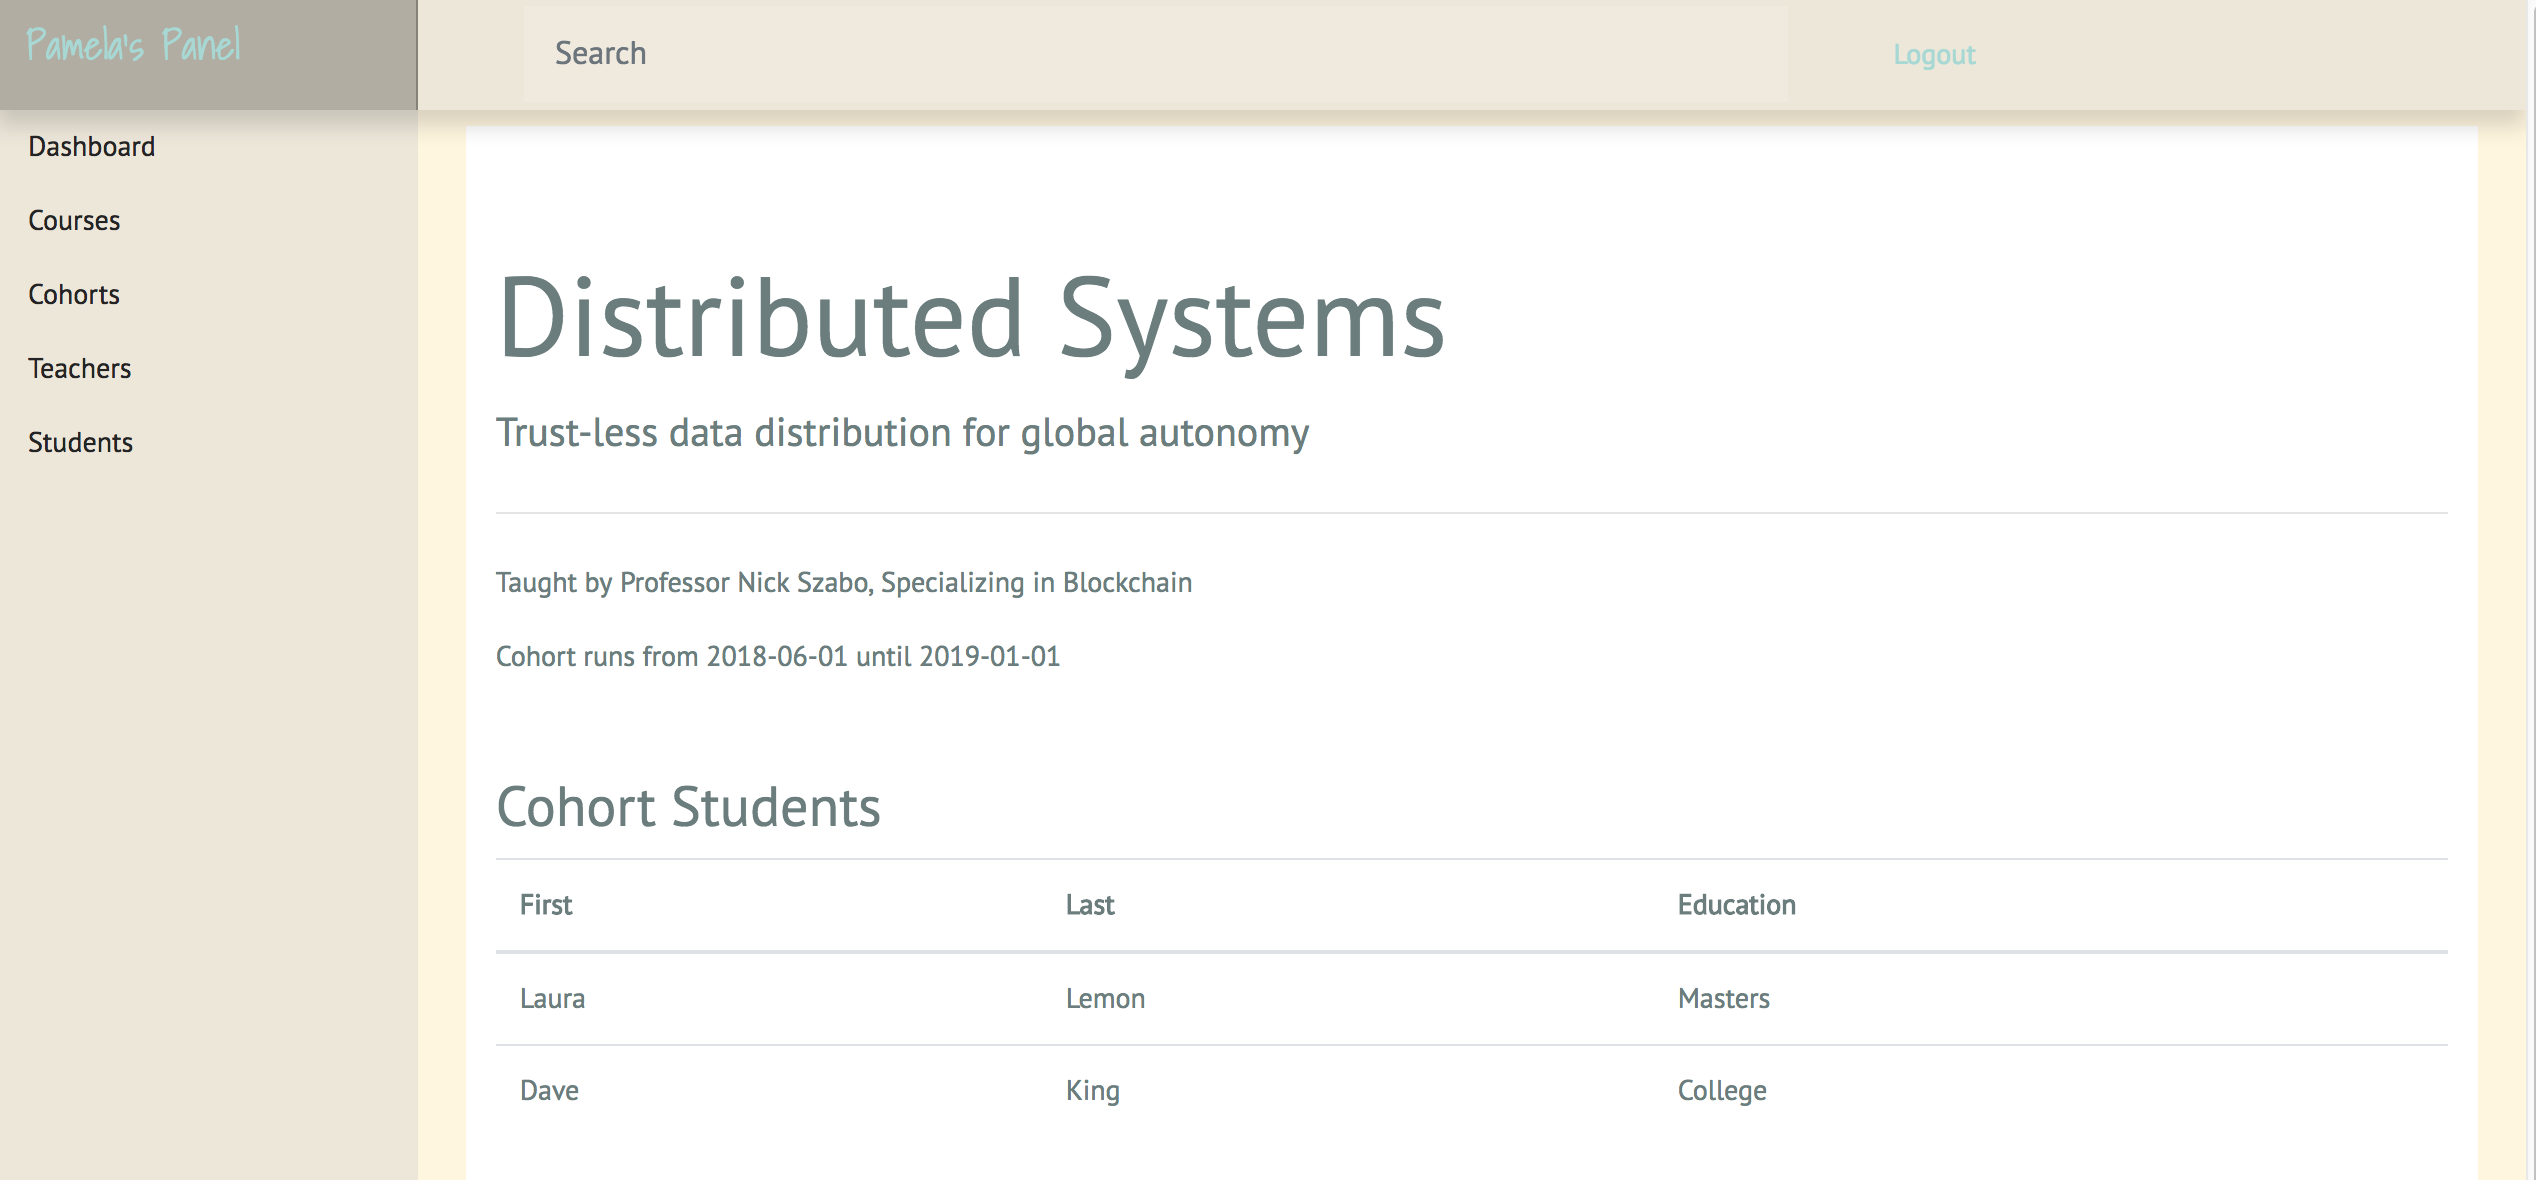 Pamela's Panel
Search
Logout
Dashboard
Courses
Cohorts
Teachers
Students
Distributed Systems
Trust-less data distribution for global autonomy
Taught by Professor Nick Szabo, Specializing in Blockchain
Cohort runs from 2018-06-01 until 2019-01-01
Cohort Students
First Last Education
Laura Lemon Masters
Dave King College